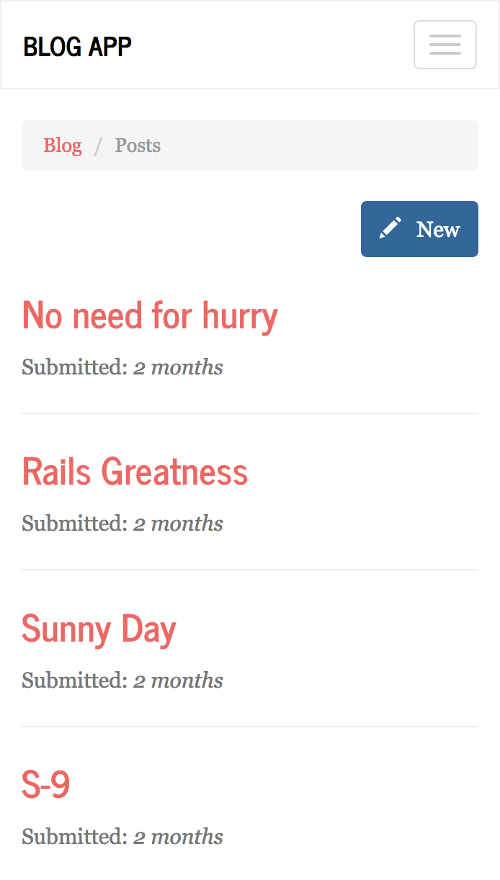 BLOG APP
Blog / Posts
New
No need for hurry
Submitted: 2 months
Rails Greatness
Submitted: 2 months
Sunny Day
Submitted: 2 months
S-9
Submitted: 2 months